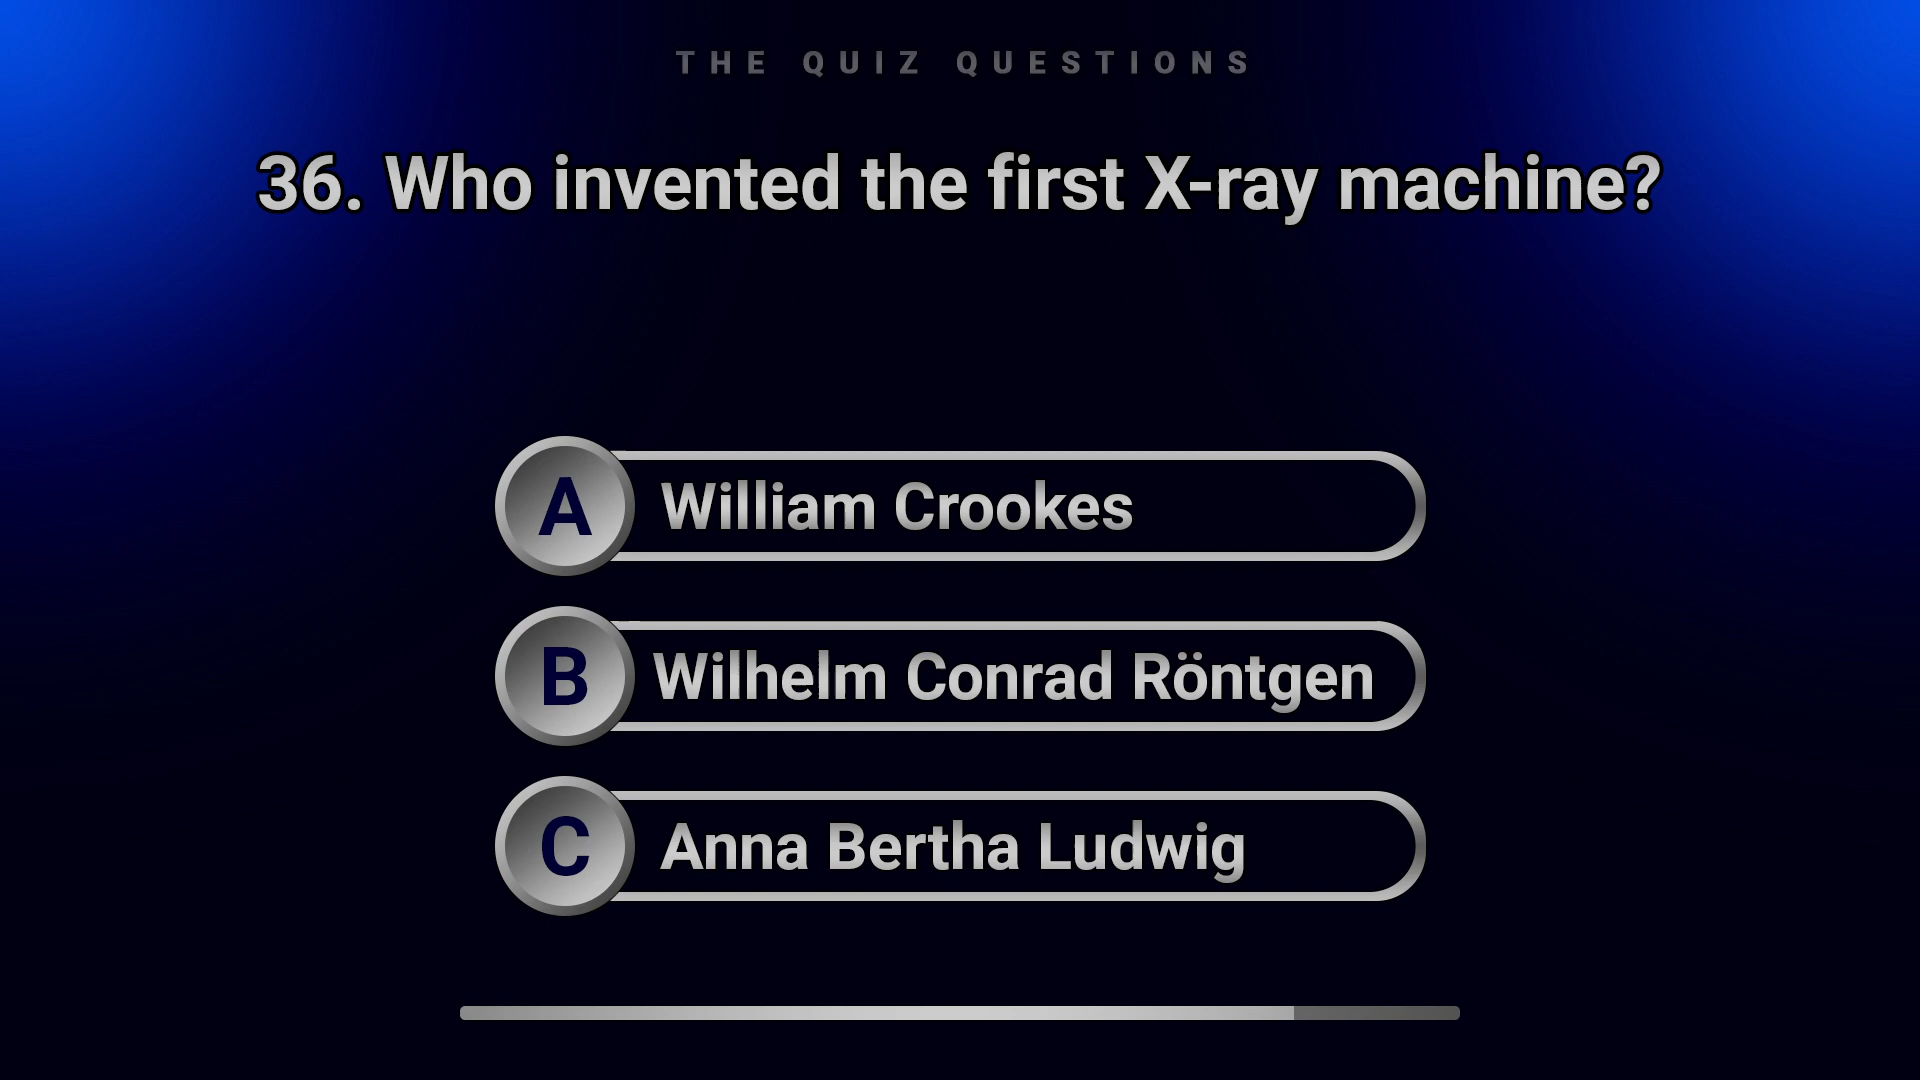 THE QUIZ QUESTIONS
36. Who invented the first X-ray machine?
A William Crookes
B Wilhelm Conrad Röntgen
C Anna Bertha Ludwig